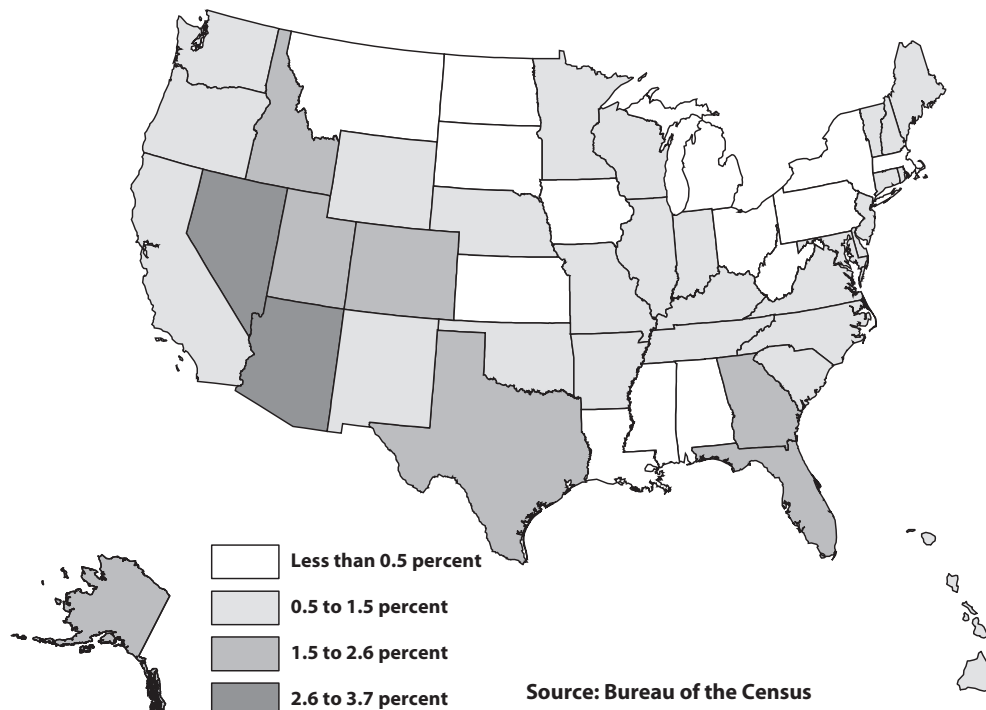 Less than 0.5 percent
0.5 to 1.5 percent
1.5 to 2.6 percent
2.6 to 3.7 percent
Source: Bureau of the Census